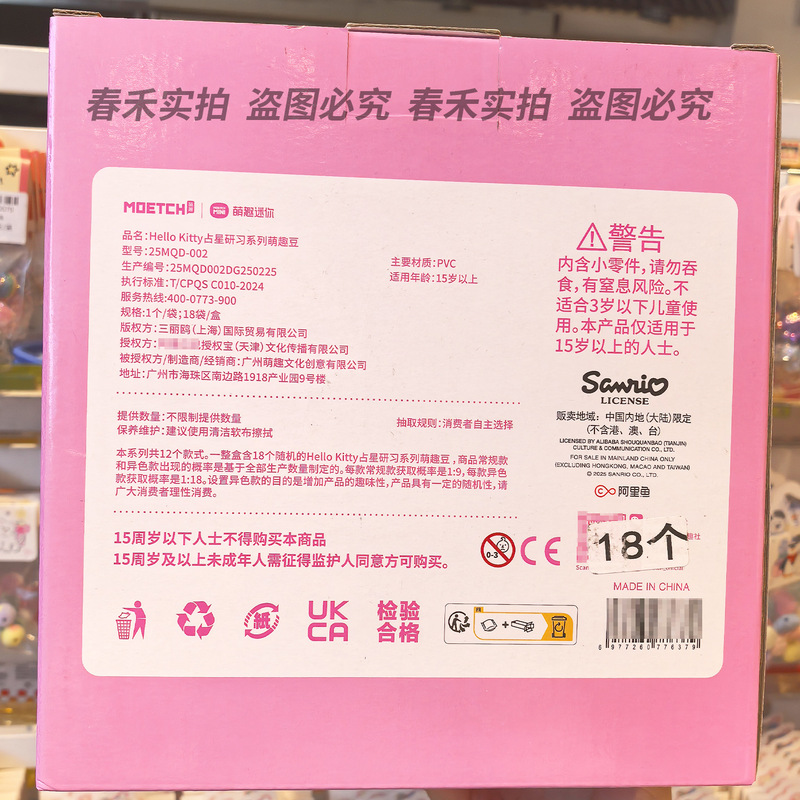 春禾实拍 盗图必究 春禾实拍 盗图必究
MOETCH 萌趣迷你
品名：Hello Kitty占星研习系列萌趣豆
型号：25MQD-002
生产编号：25MQD002DG250225
执行标准：T/CPQS C010-2024
服务热线：400-0773-900
规格：1个/袋；18袋/盒
版权方：三丽鸥（上海）国际贸易有限公司
授权方：授权宝（天津）文化传播有限公司
被授权方/制造商/经销商：广州萌趣文化创意有限公司
地址：广州市海珠区南边路1918产业园9号楼
主要材质：PVC
适用年龄：15岁以上
提供数量：不限制提供数量
保养维护：建议使用清洁软布擦拭
抽取规则：消费者自主选择
本系列共12个款式。一整盒含18个随机的Hello Kitty占星研习系列萌趣豆，商品常规款
和异色款出现的概率是基于全部生产数量制定的。每款常规款获取概率是1:9，每款异色
款获取概率是1:18。设置异色款的目的是增加产品的趣味性，产品具有一定的随机性，请
广大消费者理性消费。
15周岁以下人士不得购买本商品
15周岁及以上未成年人需征得监护人同意方可购买。
警告
内含小零件，请勿吞
食，有窒息风险。不
适合3岁以下儿童使
用。本产品仅适用于
15岁以上的人士。
Sanrio
LICENSE
贩卖地域：中国内地（大陆）限定
（不含港、澳、台）
LICENSED BY ALIBABA SHOUQUANBAO (TIANJIN)
CULTURE & COMMUNICATION CO., LTD.
FOR SALE IN MAINLAND CHINA ONLY
(EXCLUDING HONGKONG, MACAO AND TAIWAN)
© 2025 SANRIO CO., LTD.
阿里鱼
0-3
CE
18个
Scan
MADE IN CHINA
紙
UK
CA
检验
合格
FR
6 977260 776379